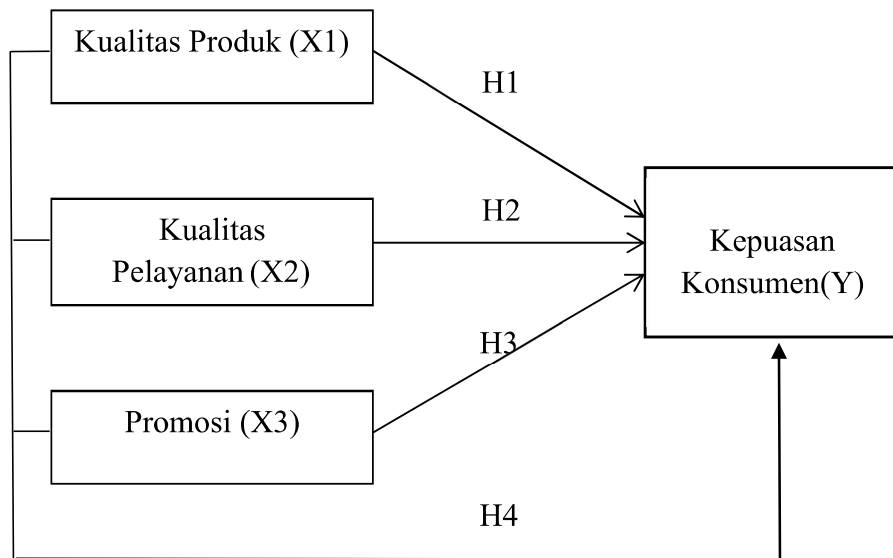 Kualitas Produk (X1)
H1
Kualitas
Pelayanan (X2)
H2
Kepuasan
Konsumen(Y)
H3
Promosi (X3)
H4